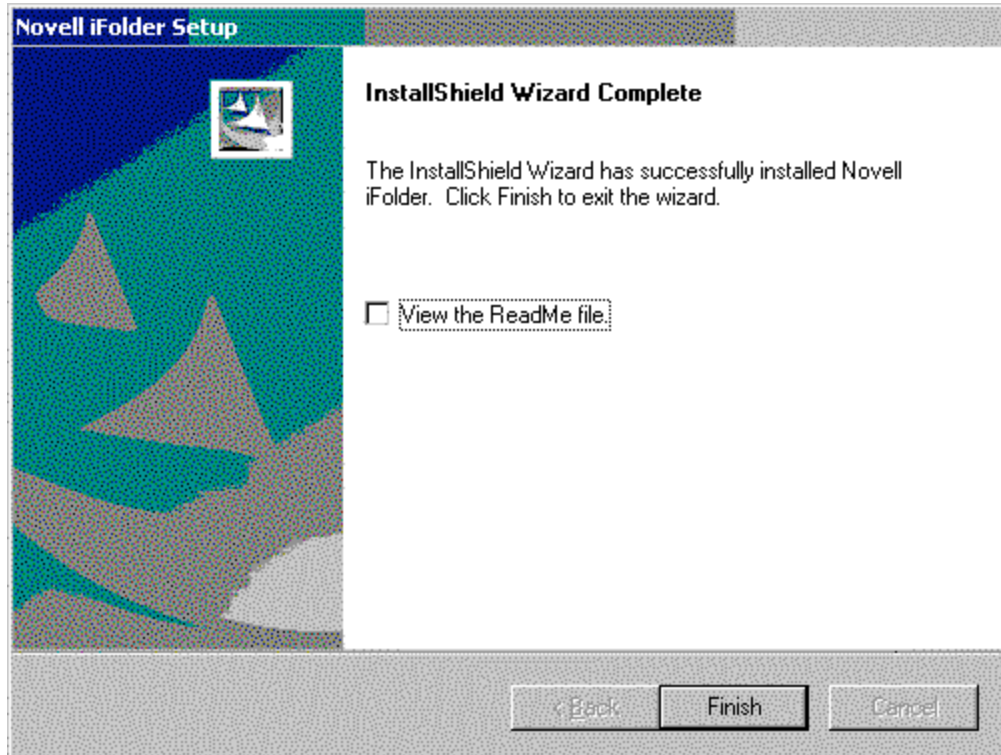 Novell iFolder Setup
InstallShield Wizard Complete
The InstallShield Wizard has successfully installed Novell
iFolder. Click Finish to exit the wizard.
View the ReadMe file.
< Back Finish Cancel